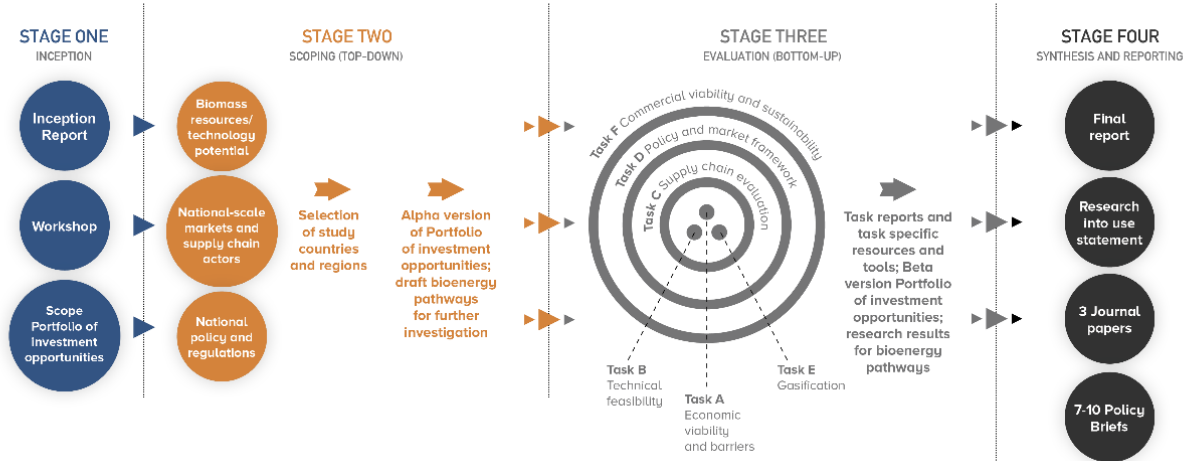 STAGE ONE
INCEPTION
Inception
Report
Workshop
Scope
Portfolio of
Investment
opportunities
STAGE TWO
SCOPING (TOP-DOWN)
Biomass
resources/
technology
potential
National-scale
markets and
supply chain
actors
National
policy and
regulations
Selection
of study
countries
and regions
Alpha version
of Portfolio
of investment
opportunities;
draft bioenergy
pathways
for further
investigation
STAGE THREE
EVALUATION (BOTTOM-UP)
Task F Commercial viability and sustainability
Task D Policy and market framework
Task C Supply chain evaluation
Task B
Technical
feasibility
Task A
Economic
viability
and barriers
Task E
Gasification
Task reports and
task specific
resources and
tools; Beta
version Portfolio
of investment
opportunities;
research results
for bioenergy
pathways
STAGE FOUR
SYNTHESIS AND REPORTING
Final
report
Research
into use
statement
3 Journal
papers
7-10 Policy
Briefs